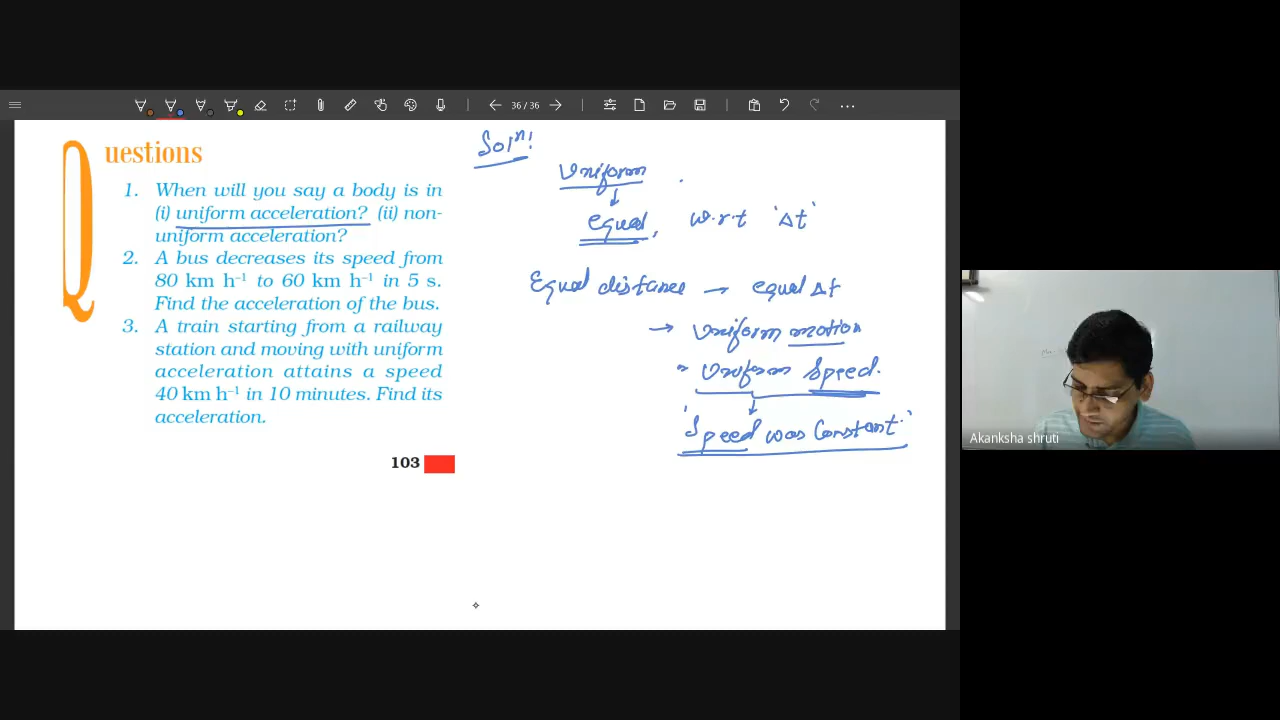 36/36
Questions
1. When will you say a body is in
(i) uniform acceleration? (ii) non-
uniform acceleration?
2. A bus decreases its speed from
80 km h⁻¹ to 60 km h⁻¹ in 5 s.
Find the acceleration of the bus.
3. A train starting from a railway
station and moving with uniform
acceleration attains a speed
40 km h⁻¹ in 10 minutes. Find its
acceleration.
103
Solⁿ!
Uniform
↓
equal, w.r.t 'Δt'
Equal distance → equal Δt
→ Uniform motion
" Uniform Speed.
↓
'Speed was Constant.'
Akanksha shruti